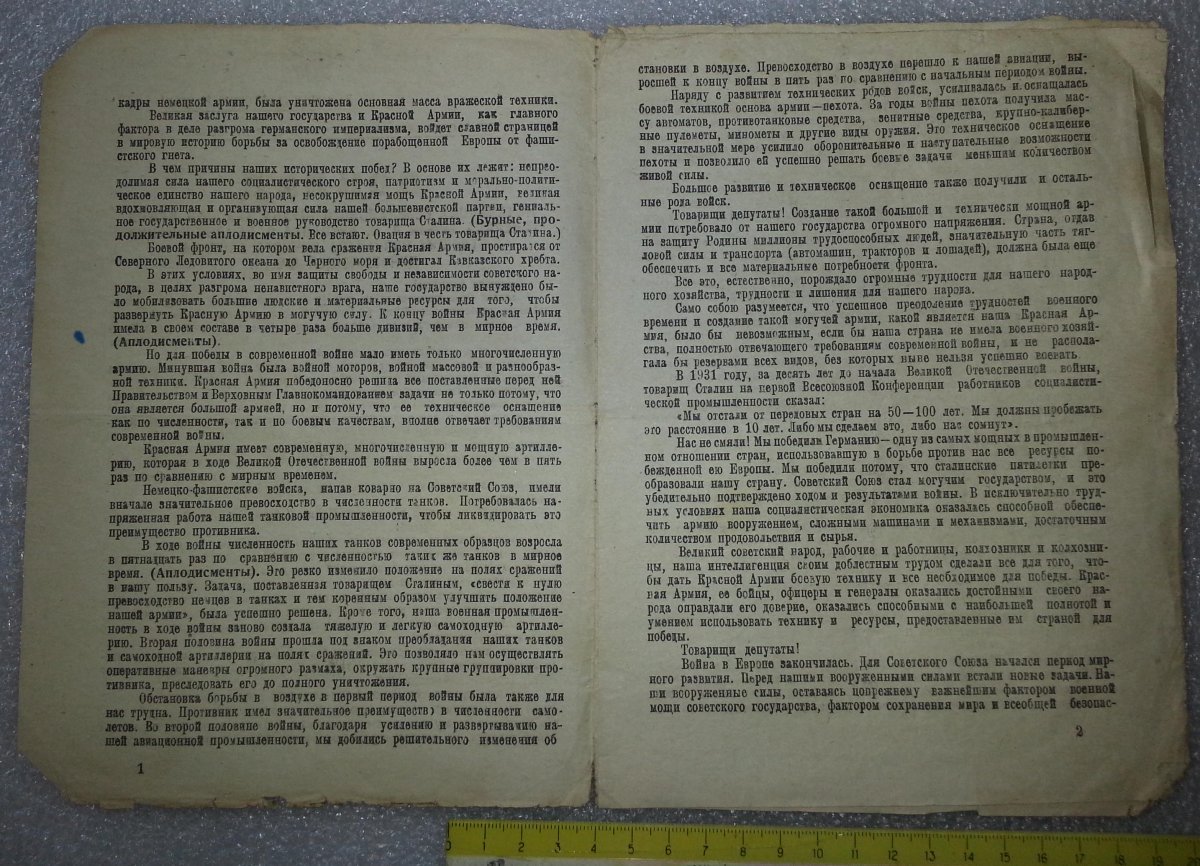 кадры немецкой армии, была уничтожена основная масса вражеской техники.
Великая заслуга нашего государства и Красной Армии, как главного
фактора в деле разгрома германского империализма, войдет славной страницей
в мировую историю борьбы за освобождение порабощенной Европы от фаши-
стского гнета.
В чем причины наших исторических побед? В основе их лежат: непрео-
долимая сила нашего социалистического строя, патриотизм и морально-полити-
ческое единство нашего народа, несокрушимая мощь Красной Армии, великая
вдохновляющая и организующая сила нашей большевистской партии, гениаль-
ное государственное и военное руководство товарища Сталина. (Бурные, про-
должительные аплодисменты. Все встают. Овация в честь товарища Сталина.)
Боевой фронт, на котором вела сражения Красная Армия, простирался от
Северного Ледовитого океана до Черного моря и достигал Кавказского хребта.
В этих условиях, во имя защиты свободы и независимости советского на-
рода, в целях разгрома ненавистного врага, наше государство вынуждено бы-
ло мобилизовать большие людские и материальные ресурсы для того, чтобы
развернуть Красную Армию в могучую силу. К концу войны Красная Армия
имела в своем составе в четыре раза больше дивизий, чем в мирное время.
(Аплодисменты).
Но для победы в современной войне мало иметь только многочисленную
армию. Минувшая война была войной моторов, войной массовой и разнообраз-
ной техники. Красная Армия победоносно решила все поставленные перед ней
Правительством и Верховным Главнокомандованием задачи не только потому, что
она является большой армией, но и потому, что ее техническое оснащение
как по численности, так и по боевым качествам, вполне отвечает требованиям
современной войны.
Красная Армия имеет современную, многочисленную и мощную артилле-
рию, которая в ходе Великой Отечественной войны выросла более чем в пять
раз по сравнению с мирным временем.
Немецко-фашистские войска, напав коварно на Советский Союз, имели
вначале значительное превосходство в численности танков. Потребовалась на-
пряженная работа нашей танковой промышленности, чтобы ликвидировать это
преимущество противника.
В ходе войны численность наших танков современных образцов возросла
в пятнадцать раз по сравнению с численностью таких же танков в мирное
время. (Аплодисменты). Это резко изменило положение на полях сражений
в нашу пользу. Задача, поставленная товарищем Сталиным, «свести к нулю
превосходство немцев в танках и тем коренным образом улучшить положение
нашей армии», была успешно решена. Кроме того, наша военная промышлен-
ность в ходе войны заново создала тяжелую и легкую самоходную артилле-
рию. Вторая половина войны прошла под знаком преобладания наших танков
и самоходной артиллерии на полях сражений. Это позволяло нам осуществлять
оперативные маневры огромного размаха, окружать крупные группировки про-
тивника, преследовать его до полного уничтожения.
Обстановка борьбы в воздухе в первый период войны была также для
нас трудна. Противник имел значительное преимущество в численности само-
летов. Во второй половине войны, благодаря усилению и развертыванию на-
шей авиационной промышленности, мы добились решительного изменения об
1
становки в воздухе. Превосходство в воздухе перешло к нашей авиации, вы-
росшей к концу войны в пять раз по сравнению с начальным периодом войны.
Наряду с развитием технических родов войск, усиливалась и оснащалась
боевой техникой основа армии—пехота. За годы войны пехота получила мас-
су автоматов, противотанковые средства, зенитные средства, крупно-калибер-
ные пулеметы, минометы и другие виды оружия. Это техническое оснащение
в значительной мере усилило оборонительные и наступательные возможности
пехоты и позволило ей успешно решать боевые задачи меньшим количеством
живой силы.
Большое развитие и техническое оснащение также получили и осталь-
ные рода войск.
Товарищи депутаты! Создание такой большой и технически мощной ар-
мии потребовало от нашего государства огромного напряжения. Страна, отдав
на защиту Родины миллионы трудоспособных людей, значительную часть тяг-
ловой силы и транспорта (автомашин, тракторов и лошадей), должна была еще
обеспечить и все материальные потребности фронта.
Все это, естественно, порождало огромные трудности для нашего народ-
ного хозяйства, трудности и лишения для нашего народа.
Само собою разумеется, что успешное преодоление трудностей военного
времени и создание такой могучей армии, какой является наша Красная Ар-
мия, было бы невозможным, если бы наша страна не имела военного хозяй-
ства, полностью отвечающего требованиям современной войны, и не распола-
гала бы резервами всех видов, без которых ныне нельзя успешно воевать
В 1931 году, за десять лет до начала Великой Отечественной войны,
товарищ Сталин на первой Всесоюзной Конференции работников социалисти-
ческой промышленности сказал:
«Мы отстали от передовых стран на 50—100 лет. Мы должны пробежать
это расстояние в 10 лет. Либо мы сделаем это, либо нас сомнут».
Нас не смяли! Мы победили Германию—одну из самых мощных в промышлен-
ном отношении стран, использовавшую в борьбе против нас все ресурсы по-
бежденной ею Европы. Мы победили потому, что сталинские пятилетки пре-
образовали нашу страну. Советский Союз стал могучим государством, и это
убедительно подтверждено ходом и результатами войны. В исключительно труд-
ных условиях наша социалистическая экономика оказалась способной обеспе-
чить армию вооружением, сложными машинами и механизмами, достаточным
количеством продовольствия и сырья.
Великий советский народ, рабочие и работницы, колхозники и колхозни-
цы, наша интеллигенция своим доблестным трудом сделали все для того, что-
бы дать Красной Армии боевую технику и все необходимое для победы. Крас-
ная Армия, ее бойцы, офицеры и генералы оказались достойными своего на-
рода оправдали его доверие, оказались способными с наибольшей полнотой и
умением использовать технику и ресурсы, предоставленные им страной для
победы.
Товарищи депутаты!
Война в Европе закончилась. Для Советского Союза начался период мир-
ного развития. Перед нашими вооруженными силами встали новые задачи. На-
ши вооруженные силы, оставаясь попрежнему важнейшим фактором военной
мощи советского государства, фактором сохранения мира и всеобщей безопас-
2
0 1 2 3 4 5 6 7 8 9 10 11 12 13 14 15 16 17 18